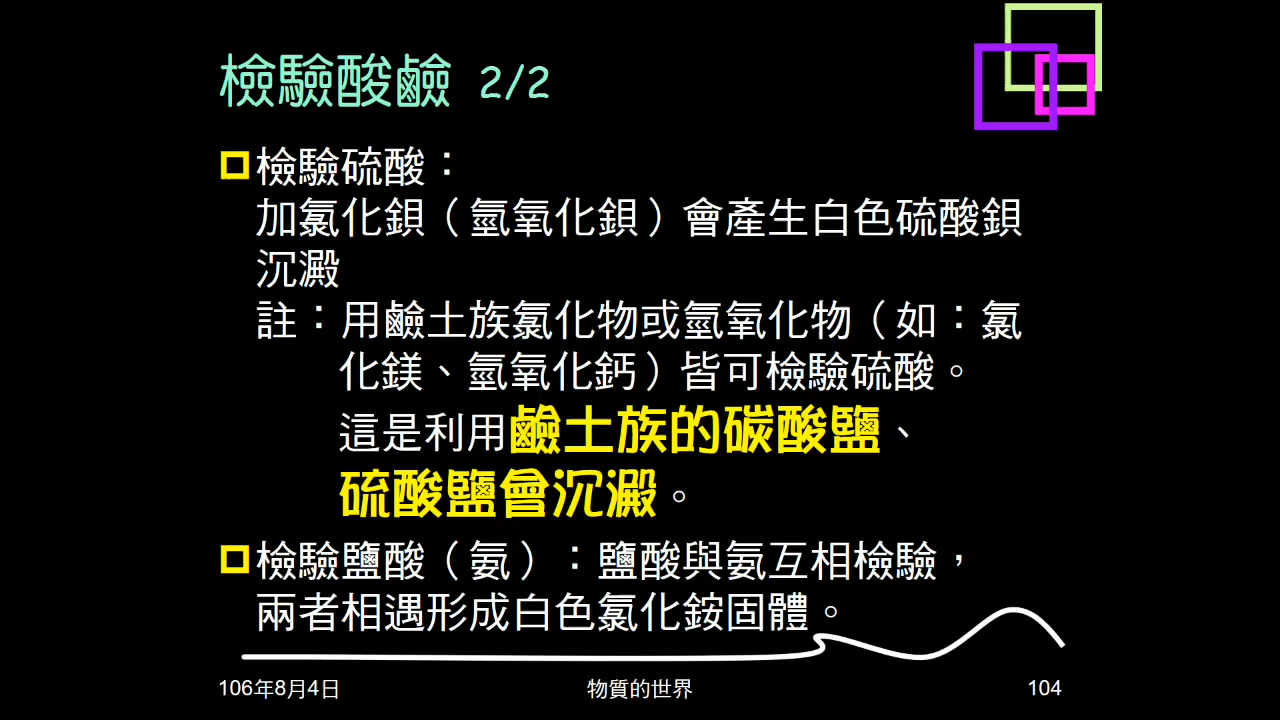 檢驗酸鹼 2/2
檢驗硫酸：
加氯化鋇（氫氧化鋇）會產生白色硫酸鋇
沉澱
註：用鹼土族氯化物或氫氧化物（如：氯
化鎂、氫氧化鈣）皆可檢驗硫酸。
這是利用鹼土族的碳酸鹽、
硫酸鹽會沉澱。
檢驗鹽酸（氨）：鹽酸與氨互相檢驗，
兩者相遇形成白色氯化銨固體。
106年8月4日
物質的世界
104